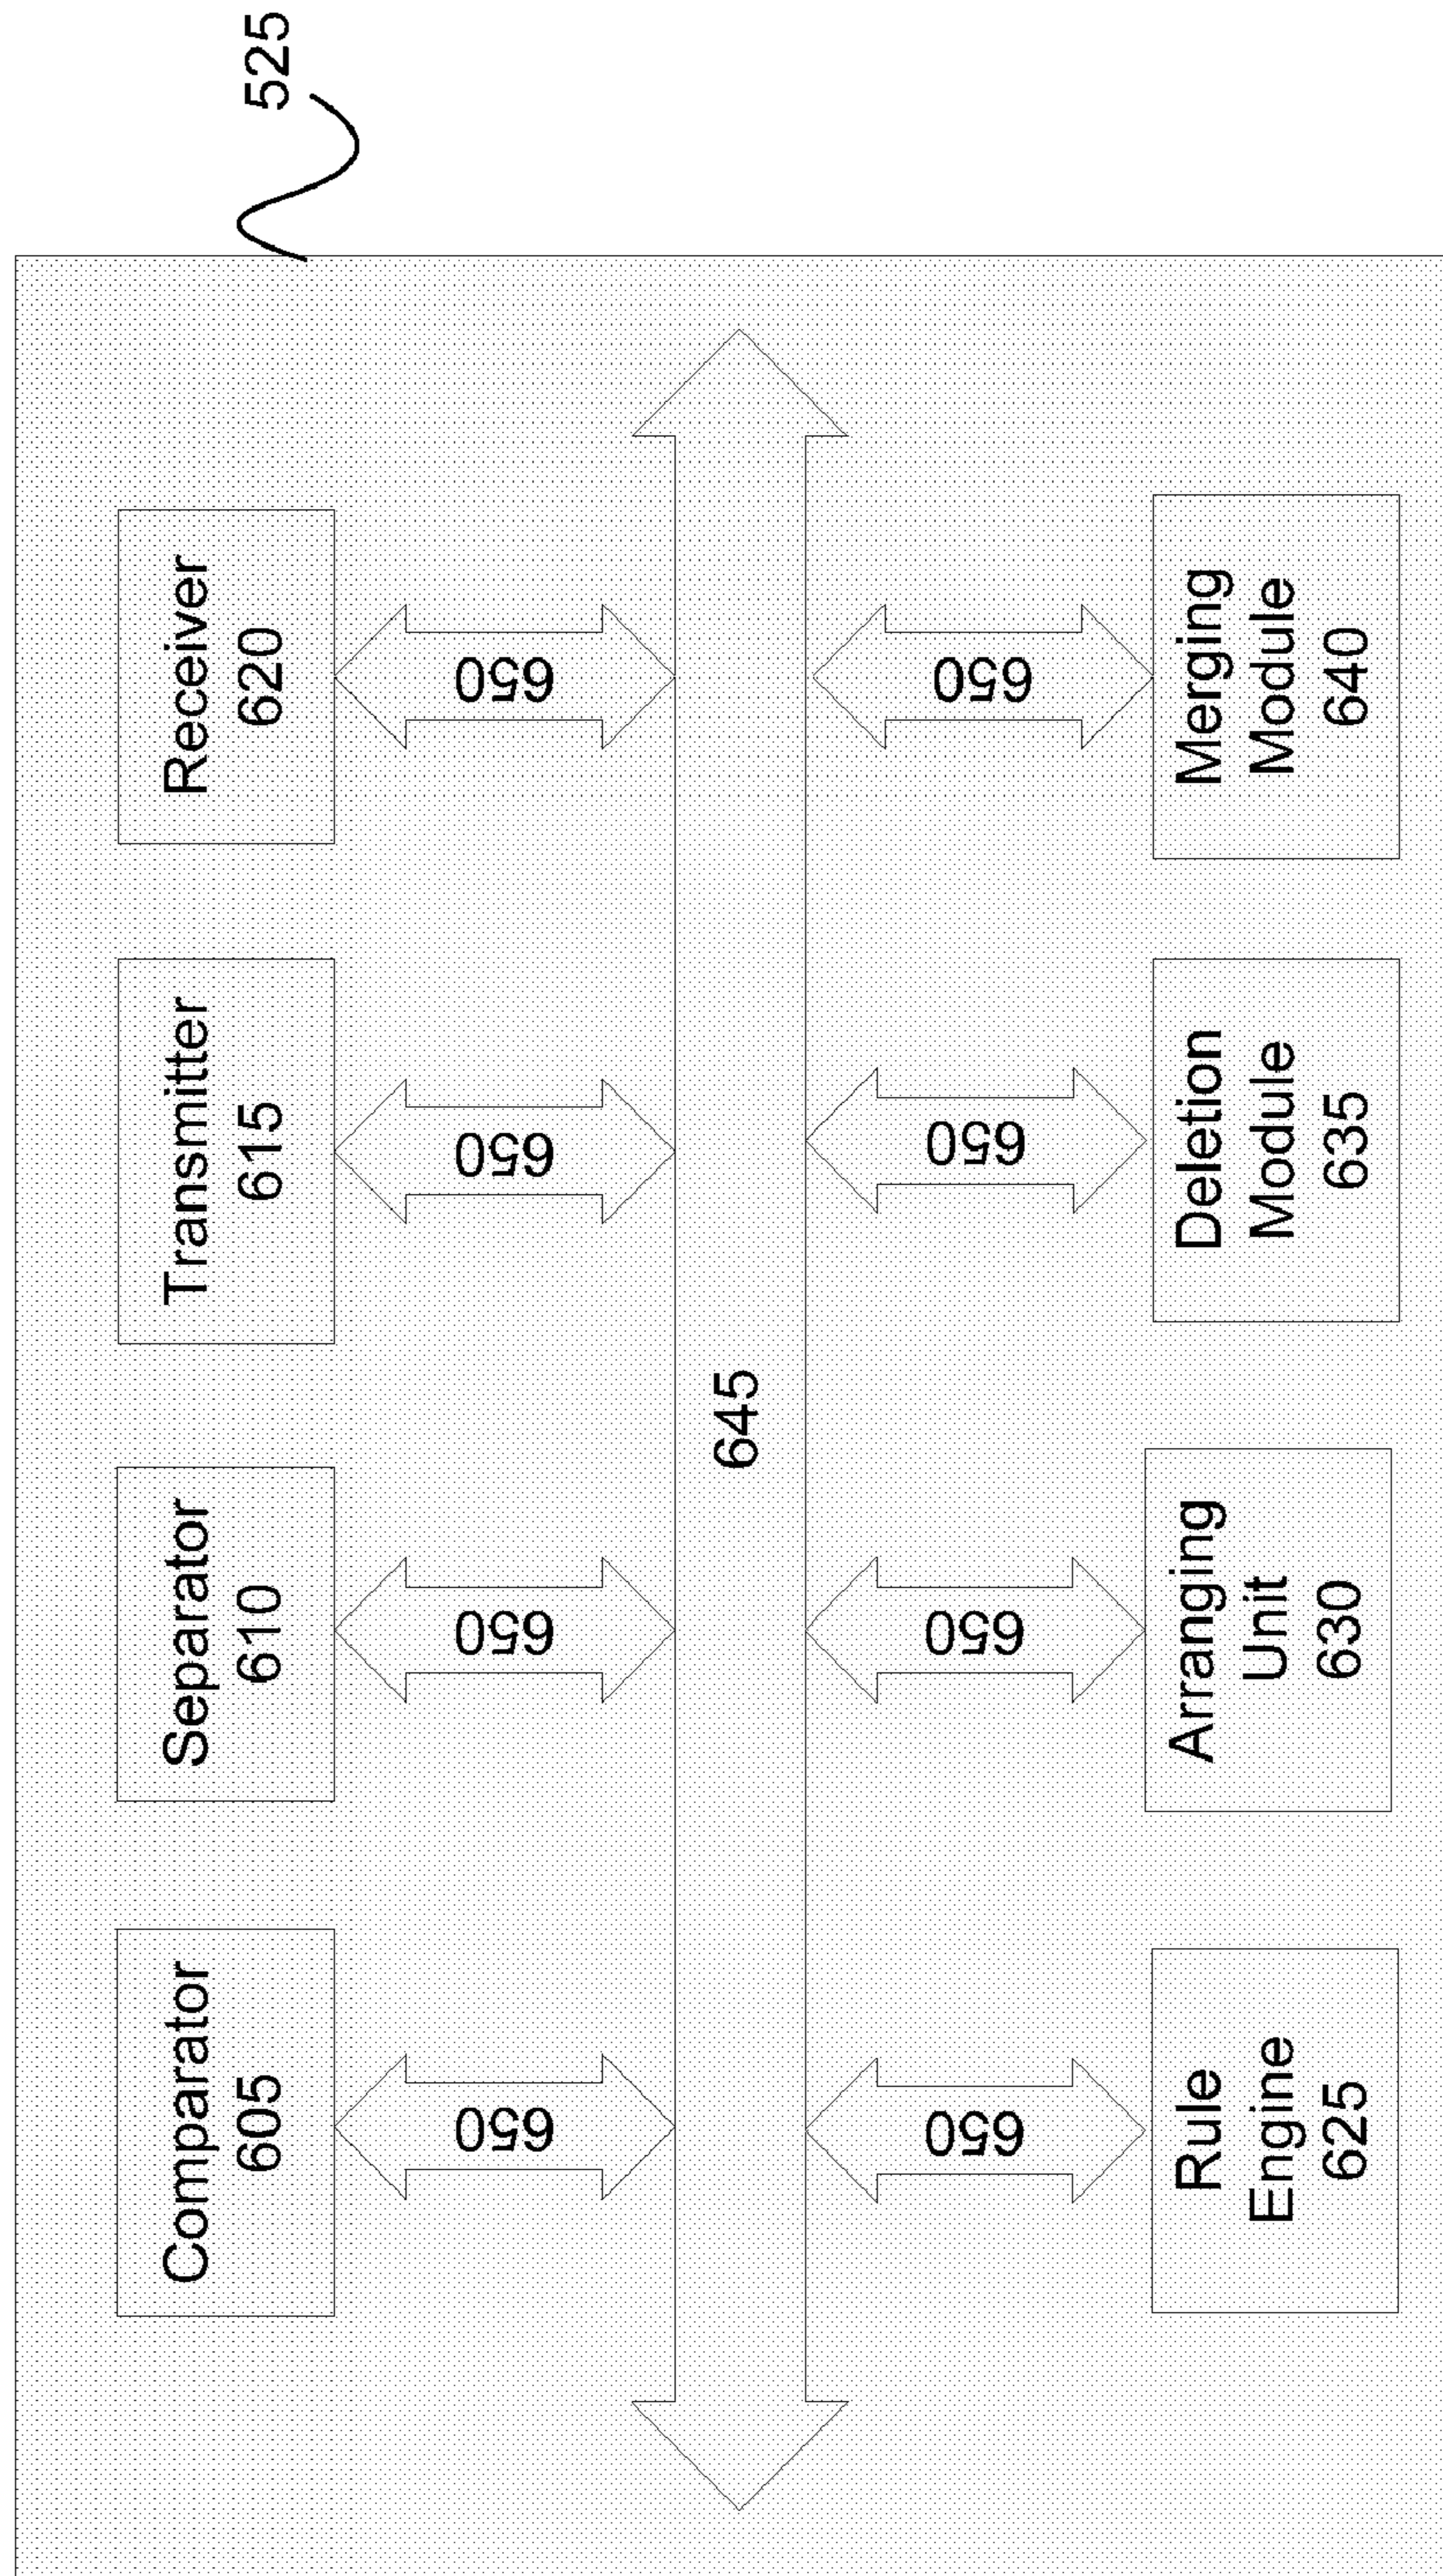 525
Comparator
605
Separator
610
Transmitter
615
Receiver
620
650
650
650
650
645
650
650
650
650
Rule
Engine
625
Arranging
Unit
630
Deletion
Module
635
Merging
Module
640